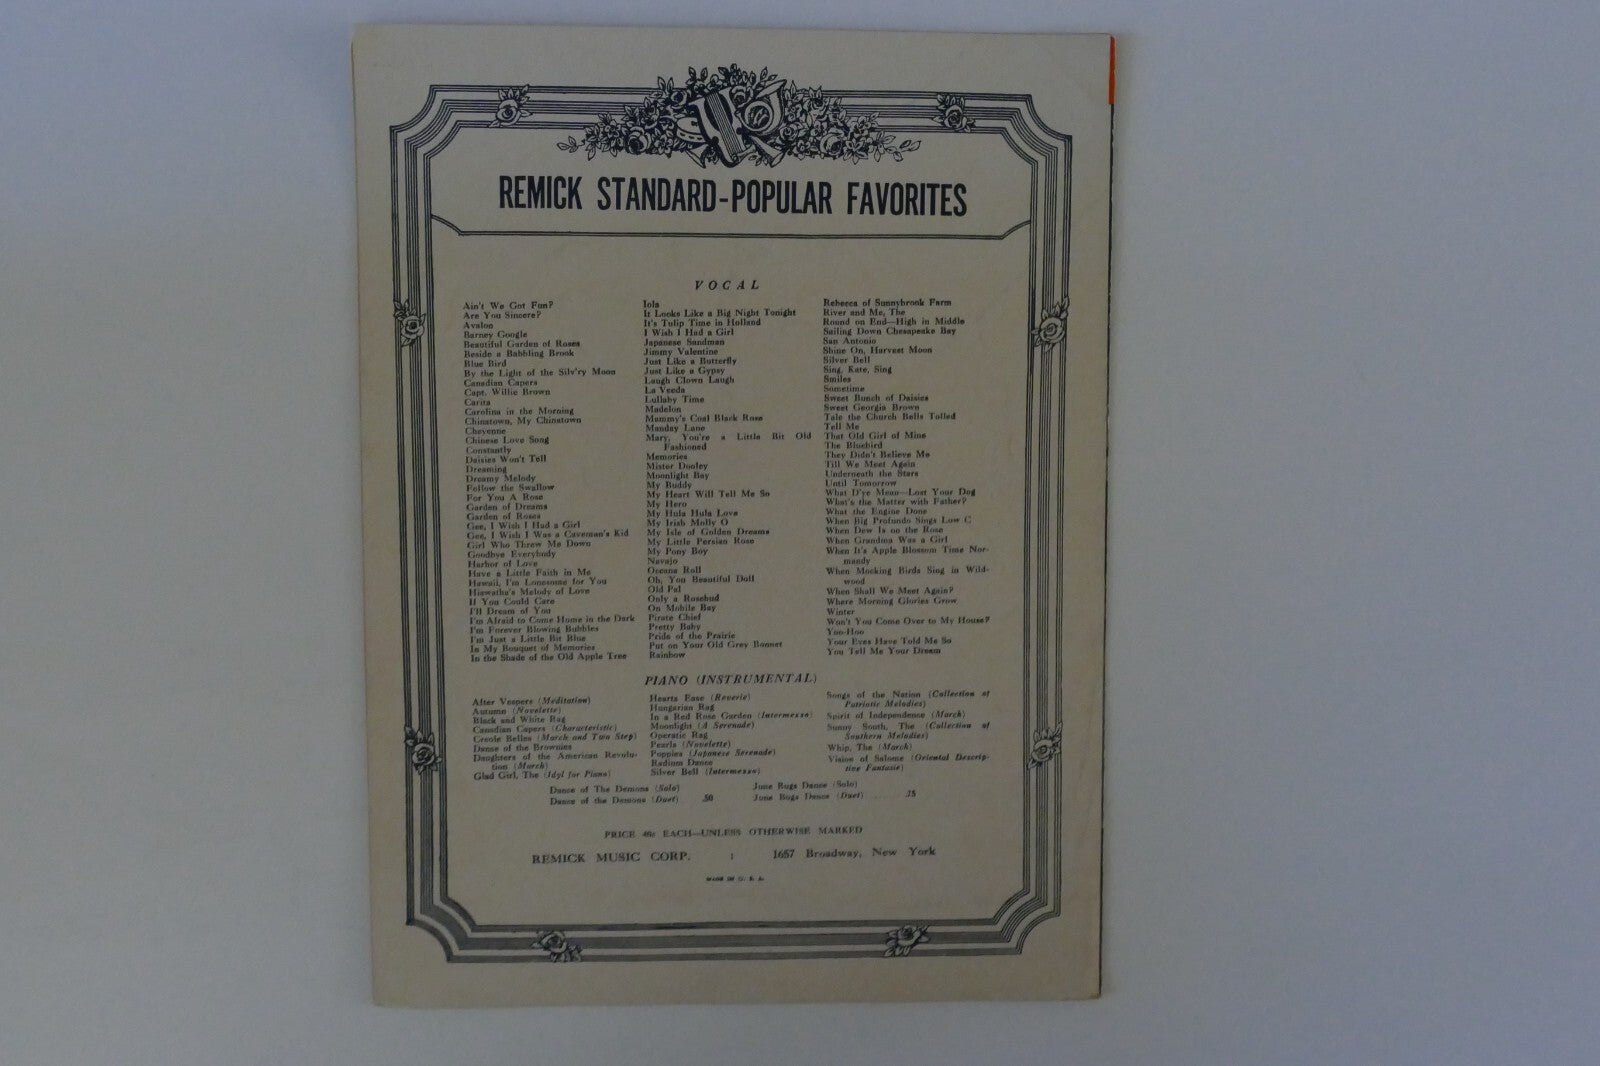 REMICK STANDARD-POPULAR FAVORITES
VOCAL
Ain't We Got Fun?
Are You Sincere?
Avalon
Barney Google
Beautiful Garden of Roses
Beside a Babbling Brook
Blue Bird
By the Light of the Silv'ry Moon
Canadian Capers
Capt. Willie Brown
Carita
Carolina in the Morning
Chinatown, My Chinatown
Cheyenne
Chinese Love Song
Constantly
Daisies Won't Tell
Dreaming
Dreamy Melody
Follow the Swallow
For You A Rose
Garden of Dreams
Garden of Roses
Gee, I Wish I Had a Girl
Gee, I Wish I Was a Caveman's Kid
Girl Who Threw Me Down
Goodbye Everybody
Harbor of Love
Have a Little Faith in Me
Hawaii, I'm Lonesome for You
Hiawatha's Melody of Love
If You Could Care
I'll Dream of You
I'm Afraid to Come Home in the Dark
I'm Forever Blowing Bubbles
I'm Just a Little Bit Blue
In My Bouquet of Memories
In the Shade of the Old Apple Tree
Iola
It Looks Like a Big Night Tonight
It's Tulip Time in Holland
I Wish I Had a Girl
Japanese Sandman
Jimmy Valentine
Just Like a Butterfly
Just Like a Gypsy
Laugh Clown Laugh
La Veeda
Lullaby Time
Madelon
Mammy's Coal Black Rose
Mandy Lane
Mary, You're a Little Bit Old
Fashioned
Memories
Mister Dooley
Moonlight Bay
My Buddy
My Heart Will Tell Me So
My Hero
My Hula Hula Love
My Irish Molly O
My Isle of Golden Dreams
My Little Persian Rose
My Pony Boy
Navajo
Oceana Roll
Oh, You Beautiful Doll
Old Pal
Only a Rosebud
On Mobile Bay
Pirate Chief
Pretty Baby
Pride of the Prairie
Put on Your Old Grey Bonnet
Rainbow
Rebecca of Sunnybrook Farm
River and Me, The
Round on End—High in Middle
Sailing Down Chesapeake Bay
San Antonio
Shine On, Harvest Moon
Silver Bell
Sing, Kate, Sing
Smiles
Sometime
Sweet Bunch of Daisies
Sweet Georgia Brown
Tale the Church Bells Tolled
Tell Me
That Old Girl of Mine
The Bluebird
They Didn't Believe Me
Till We Meet Again
Underneath the Stars
Until Tomorrow
What D'ye Mean—Lost Your Dog
What's the Matter with Father?
What the Engine Done
When Big Profundo Sings Low C
When Dew Is on the Rose
When Grandma Was a Girl
When It's Apple Blossom Time Nor-
mandy
When Mocking Birds Sing in Wild-
wood
When Shall We Meet Again?
Where Morning Glories Grow
Winter
Won't You Come Over to My House?
Yoo-Hoo
Your Eyes Have Told Me So
You Tell Me Your Dream
PIANO (INSTRUMENTAL)
After Vespers (Meditation)
Autumn (Novelette)
Black and White Rag
Canadian Capers (Characteristic)
Creole Belles (March and Two Step)
Dance of the Brownies
Daughters of the American Revolu-
tion (March)
Glad Girl, The (Idyl for Piano)
Hearts Ease (Reverie)
Hungarian Rag
In a Red Rose Garden (Intermezzo)
Moonlight (A Serenade)
Operatic Rag
Pearls (Novelette)
Poppies (Japanese Serenade)
Radium Dance
Silver Bell (Intermezzo)
Songs of the Nation (Collection of
Patriotic Melodies)
Spirit of Independence (March)
Sunny South, The (Collection of
Southern Melodies)
Whip, The (March)
Vision of Salome (Oriental Descrip-
tive Fantasie)
Dance of The Demons (Solo)
Dance of the Demons (Duet) .50
June Bugs Dance (Solo)
June Bugs Dance (Duet) .75
PRICE 40c EACH—UNLESS OTHERWISE MARKED
REMICK MUSIC CORP. : 1657 Broadway, New York
MADE IN U. S. A.